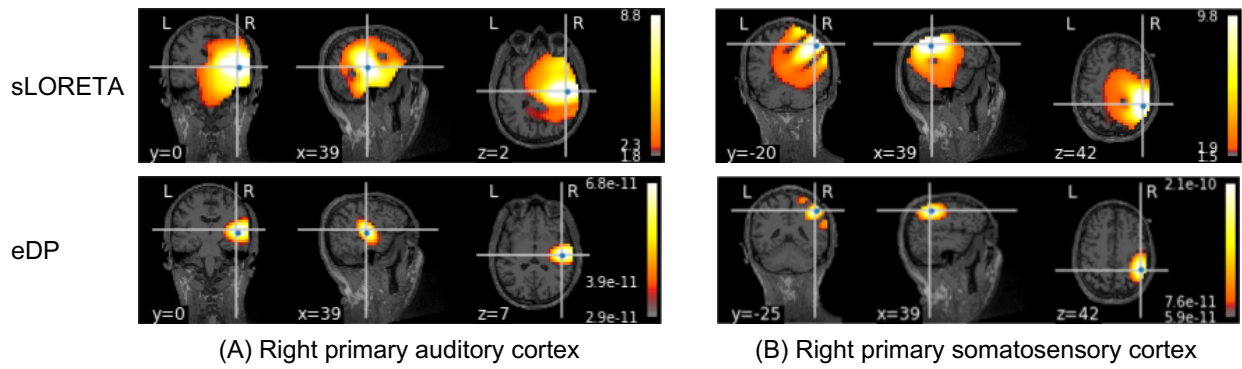 L R 8.8 L R 9.8
sLORETA
2.3
y=0 x=39 z=2 1.8
1.9
y=-20 x=39 z=42 1.5
L R L R 6.8e-11 L R L 2.1e-10
eDP
3.9e-11
y=0 x=39 z=7 2.9e-11
7.6e-11
y=-25 x=39 z=42 5.9e-11
(A) Right primary auditory cortex
(B) Right primary somatosensory cortex